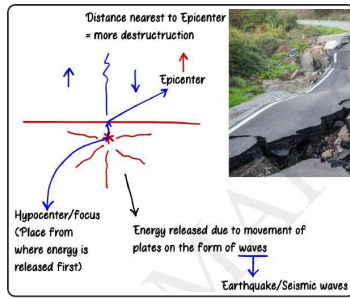 Distance nearest to Epicenter
= more destructruction
Epicenter
Hypocenter/focus
(Place from
where energy is
released first)
Energy released due to movement of
plates on the form of waves
Earthquake/Seismic waves